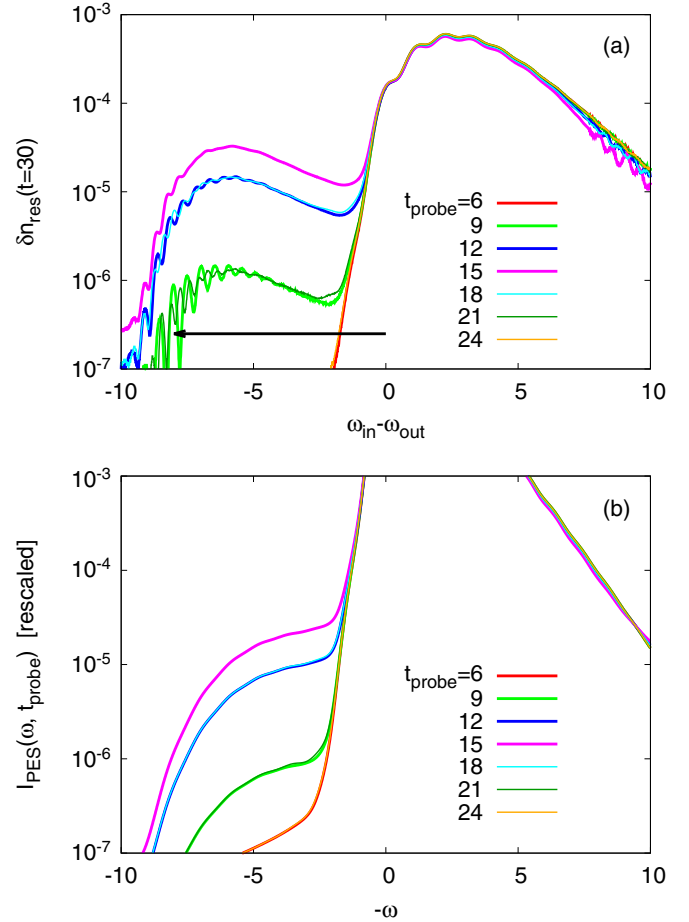 (a)
10^-3
10^-4
10^-5
10^-6
10^-7
δn_res(t=30)
t_probe=6
9
12
15
18
21
24
-10 -5 0 5 10
ω_in-ω_out
(b)
10^-3
10^-4
10^-5
10^-6
10^-7
I_PES(ω, t_probe) [rescaled]
t_probe=6
9
12
15
18
21
24
-10 -5 0 5 10
-ω